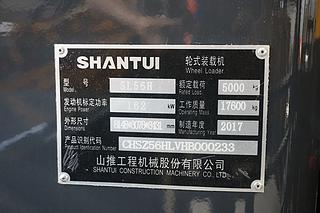 SHANTUI 轮式装载机
Wheel Loader
型号 SL56H 额定载荷 5000 kg
Model Rated Load
发动机标定功率 162 kW 工作质量 17600 kg
Engine Rated Power Operating Mass
外形尺寸 制造年度 2017
Dimensions Manufacturing Year
产品识别代码 CHSZ56HLVHB000233
Product Identification Number
山推工程机械股份有限公司
SHANTUI CONSTRUCTION MACHINERY CO.,LTD